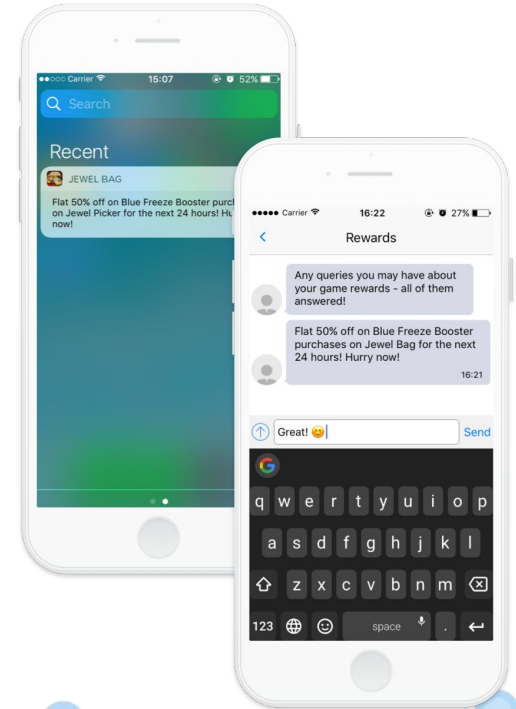 Carrier 15:07 52%
Search
Recent
JEWEL BAG
Flat 50% off on Blue Freeze Booster
on Jewel Picker for the next 24 hours!
now!
Carrier 16:22 27%
Rewards
Any queries you may have about
your game rewards - all of them
answered!
Flat 50% off on Blue Freeze Booster
purchases on Jewel Bag for the next
24 hours! Hurry now!
16:21
Great! 😊
Send
G
q w e r t y u i o p
a s d f g h j k l
z x c v b n m
123 space .